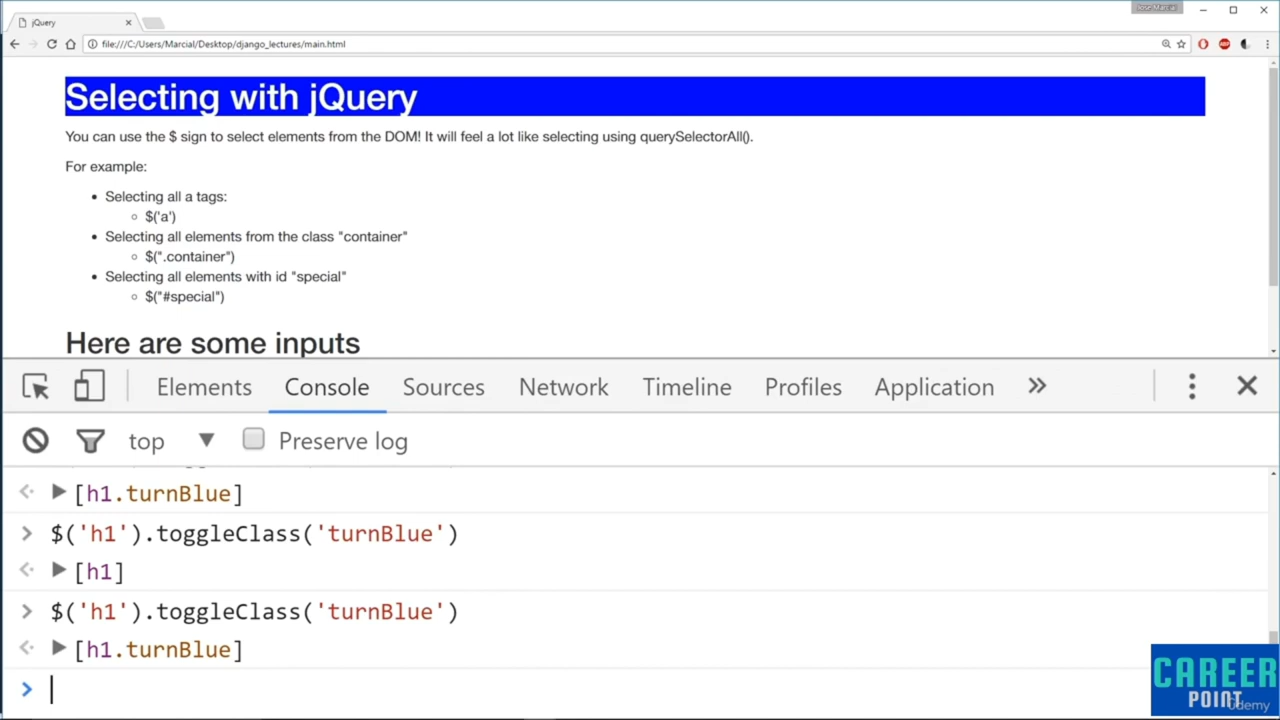 Jose Marcial
jQuery
file:///C:/Users/Marcial/Desktop/django_lectures/main.html
ABP
Selecting with jQuery
You can use the $ sign to select elements from the DOM! It will feel a lot like selecting using querySelectorAll().
For example:
Selecting all a tags:
$('a')
Selecting all elements from the class "container"
$(".container")
Selecting all elements with id "special"
$("#special")
Here are some inputs
Elements Console Sources Network Timeline Profiles Application »
top Preserve log
[h1.turnBlue]
$('h1').toggleClass('turnBlue')
[h1]
$('h1').toggleClass('turnBlue')
[h1.turnBlue]
CAREER
POINT
Udemy